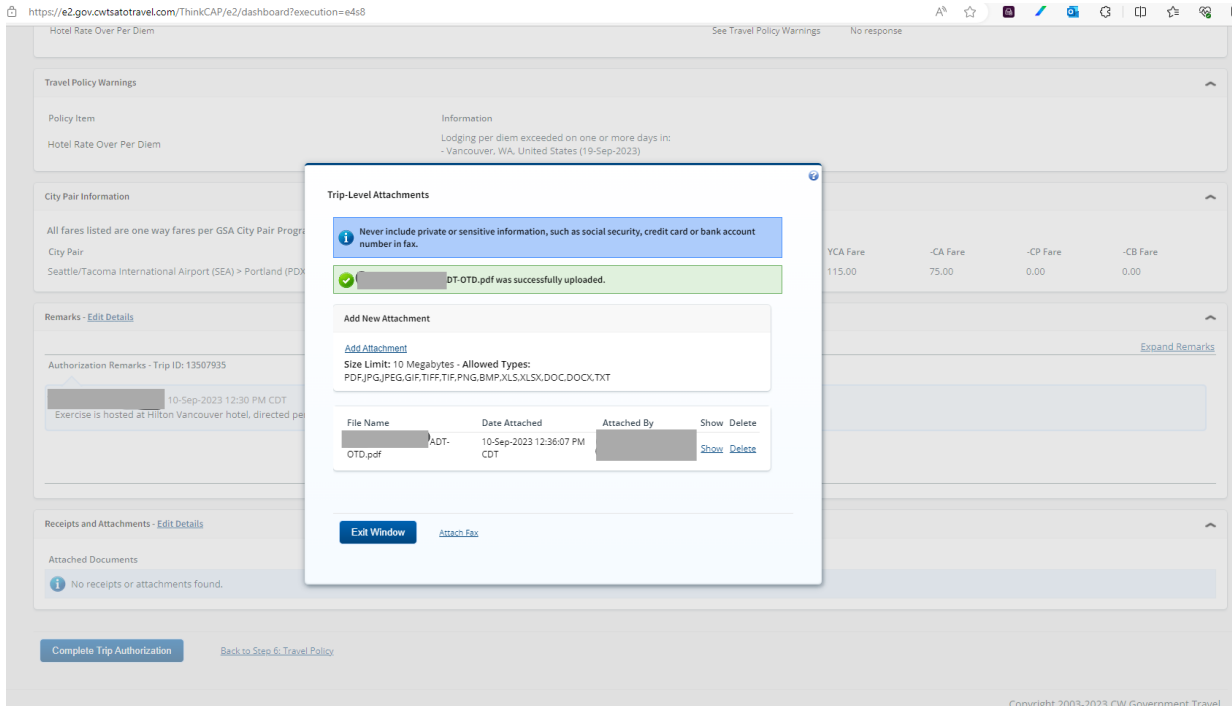 https://e2.gov.cwtsatotravel.com/ThinkCAP/e2/dashboard?execution=e4s8
Hotel Rate Over Per Diem
See Travel Policy Warnings
No response
Travel Policy Warnings
Policy Item
Information
Hotel Rate Over Per Diem
Lodging per diem exceeded on one or more days in:
- Vancouver, WA, United States (19-Sep-2023)
City Pair Information
All fares listed are one way fares per GSA City Pair Progra
City Pair
YCA Fare
-CA Fare
-CP Fare
-CB Fare
Seattle/Tacoma International Airport (SEA) > Portland (PDX
115.00
75.00
0.00
0.00
Remarks - Edit Details
Expand Remarks
Authorization Remarks - Trip ID: 13507935
10-Sep-2023 12:30 PM CDT
Exercise is hosted at Hilton Vancouver hotel, directed pe
Receipts and Attachments - Edit Details
Attached Documents
No receipts or attachments found.
Complete Trip Authorization
Back to Step 6: Travel Policy
Copyright 2003-2023 CW Government Travel
Trip-Level Attachments
Never include private or sensitive information, such as social security, credit card or bank account
number in fax.
DT-OTD.pdf was successfully uploaded.
Add New Attachment
Add Attachment
Size Limit: 10 Megabytes - Allowed Types:
PDF,JPG,JPEG,GIF,TIFF,TIF,PNG,BMP,XLS,XLSX,DOC,DOCX,TXT
File Name
Date Attached
Attached By
Show
Delete
ADT-
OTD.pdf
10-Sep-2023 12:36:07 PM
CDT
Show
Delete
Exit Window
Attach Fax